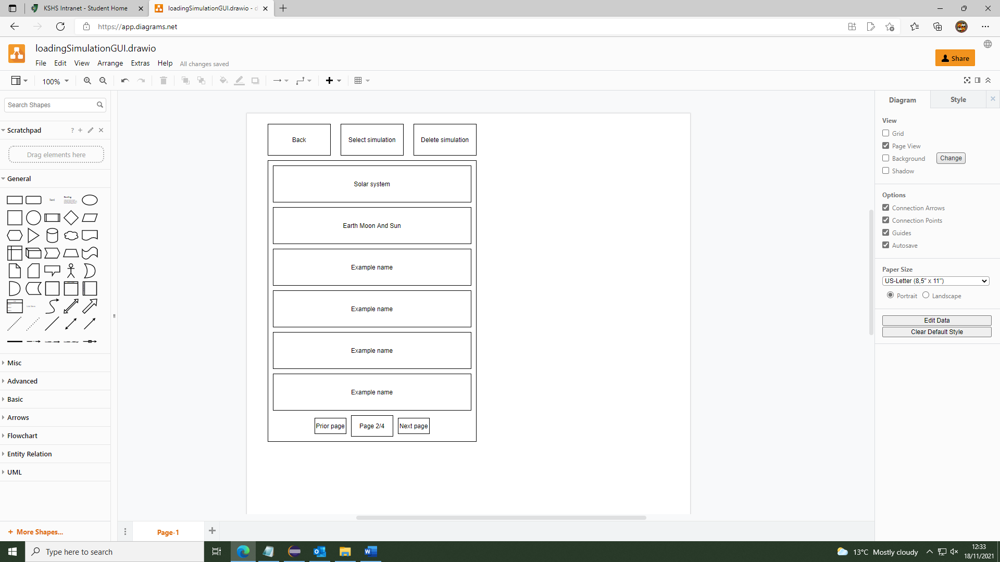 KSHS Intranet - Student Home
loadingSimulationGUI.drawio - d
https://app.diagrams.net
loadingSimulationGUI.drawio
File Edit View Arrange Extras Help All changes saved
Share
100%
Search Shapes
Scratchpad
?
Drag elements here
General
Text
Heading
Misc
Advanced
Basic
Arrows
Flowchart
Entity Relation
UML
+ More Shapes...
Back
Select simulation
Delete simulation
Solar system
Earth Moon And Sun
Example name
Example name
Example name
Example name
Prior page
Page 2/4
Next page
Page-1
Diagram
Style
View
Grid
Page View
Background
Change
Shadow
Options
Connection Arrows
Connection Points
Guides
Autosave
Paper Size
US-Letter (8,5" x 11")
Portrait
Landscape
Edit Data
Clear Default Style
Type here to search
13°C Mostly cloudy
12:33
18/11/2021